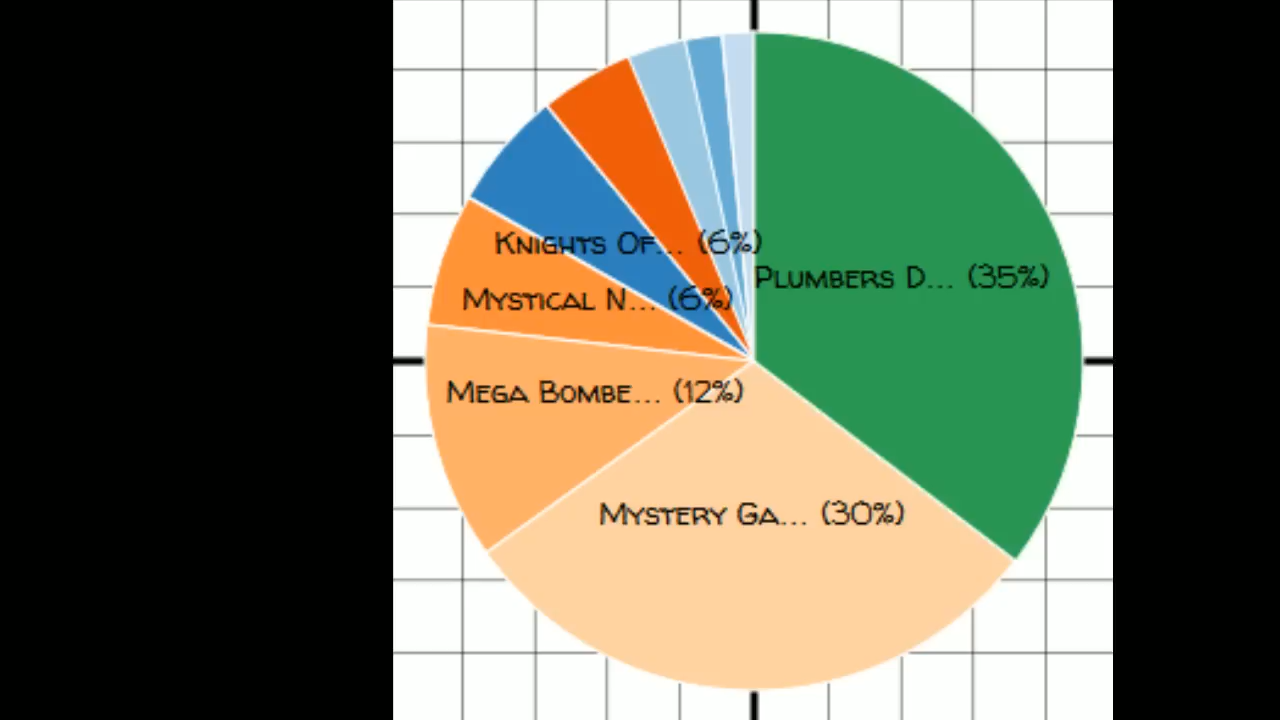 Knights Of... (6%)
Plumbers D... (35%)
Mystical N... (6%)
Mega Bombe... (12%)
Mystery Ga... (30%)